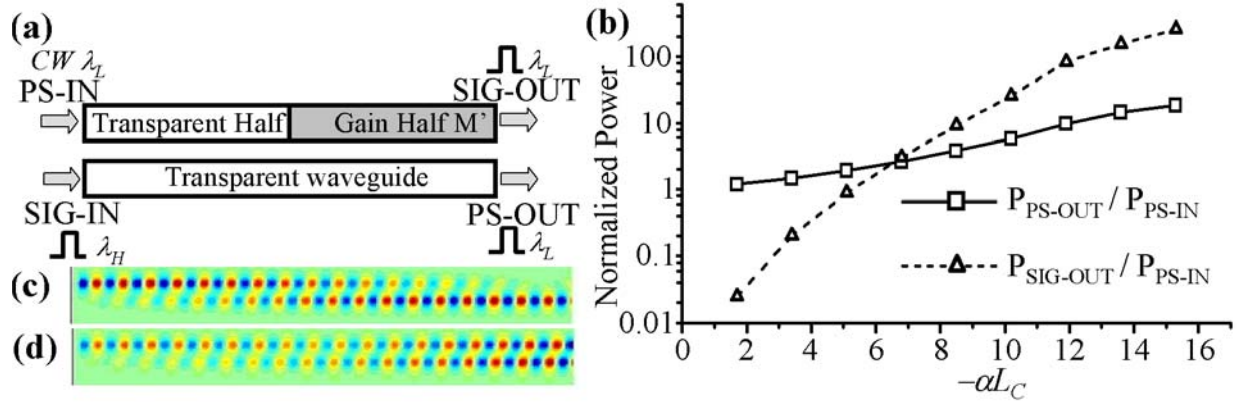 (a)
CW λL
PS-IN
λL
SIG-OUT
Transparent Half
Gain Half M’
Transparent waveguide
SIG-IN
λH
PS-OUT
λL
(c)
(d)
(b)
Normalized Power
100
10
1
0.1
0.01
PPS-OUT / PPS-IN
PSIG-OUT / PPS-IN
0 2 4 6 8 10 12 14 16
–αLC